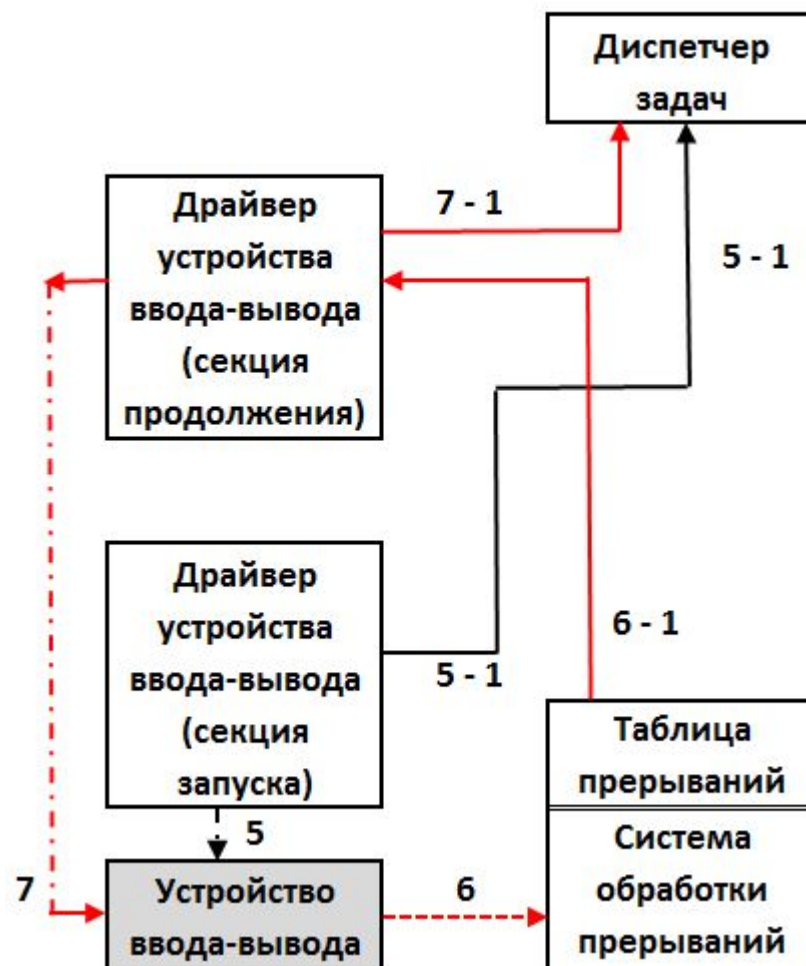 Диспетчер
задач
Драйвер
устройства
ввода-вывода
(секция
продолжения)
7 - 1
5 - 1
Драйвер
устройства
ввода-вывода
(секция
запуска)
6 - 1
5 - 1
Таблица
прерываний
5
Система
обработки
прерываний
7
Устройство
ввода-вывода
6